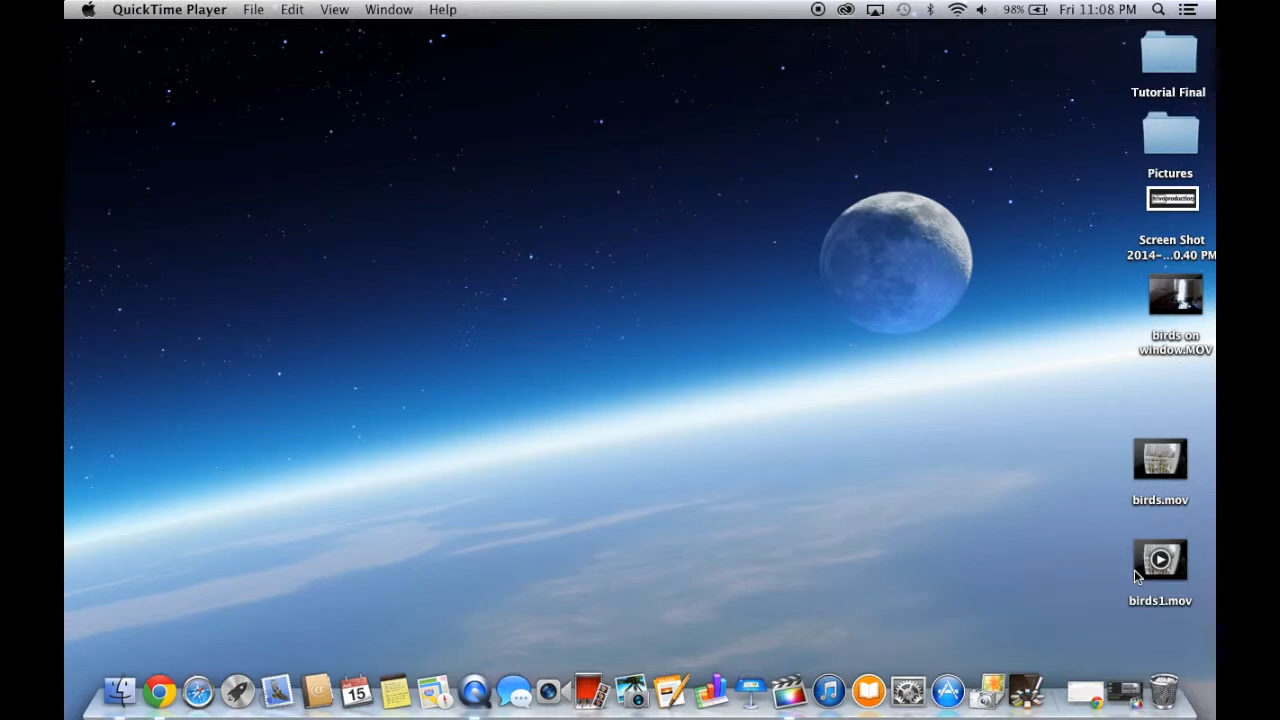 QuickTime Player File Edit View Window Help 98% Fri 11:08 PM
Tutorial Final
Pictures
Screen Shot
2014-...0.40 PM
birds on
window.MOV
birds.mov
birds1.mov
15